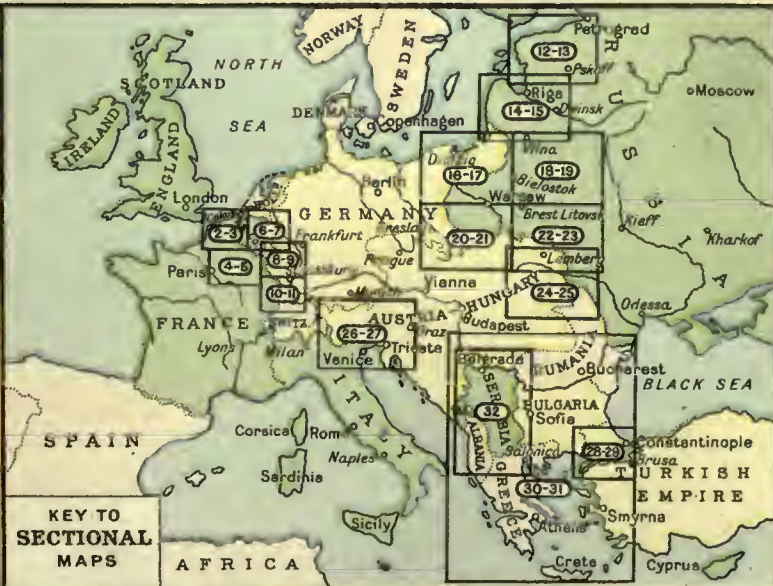 NORWAY
SWEDEN
Petrograd
12-13
Pskoff
R U S S I A
Moscow
NORTH
SEA
SCOTLAND
IRELAND
ENGLAND
DENMARK
Copenhagen
Riga
14-15
Dwinsk
Vilna
Danzig
16-17
18-19
Bielostok
London
Berlin
Warsaw
GERMANY
2-3
6-7
Frankfurt
Breslau
20-21
Brest Litovsk
22-23
Kieff
Kharkof
Paris
4-5
8-9
Prague
Lemberg
10-11
Munich
Vienna
HUNGARY
24-25
Odessa
FRANCE
Lyons
SWITZ.
Milan
AUSTRIA
26-27
Graz
Budapest
Venice
Trieste
ITALY
Belgrade
SERBIA
RUMANIA
Bucharest
BLACK SEA
SPAIN
Corsica
Rom
Naples
Sardinia
32
BULGARIA
Sofia
ALBANIA
Salonica
28-29
Constantinople
Brusa
TURKISH
EMPIRE
30-31
GREECE
Smyrna
Athens
Sicily
Crete
Cyprus
AFRICA
KEY TO
SECTIONAL
MAPS